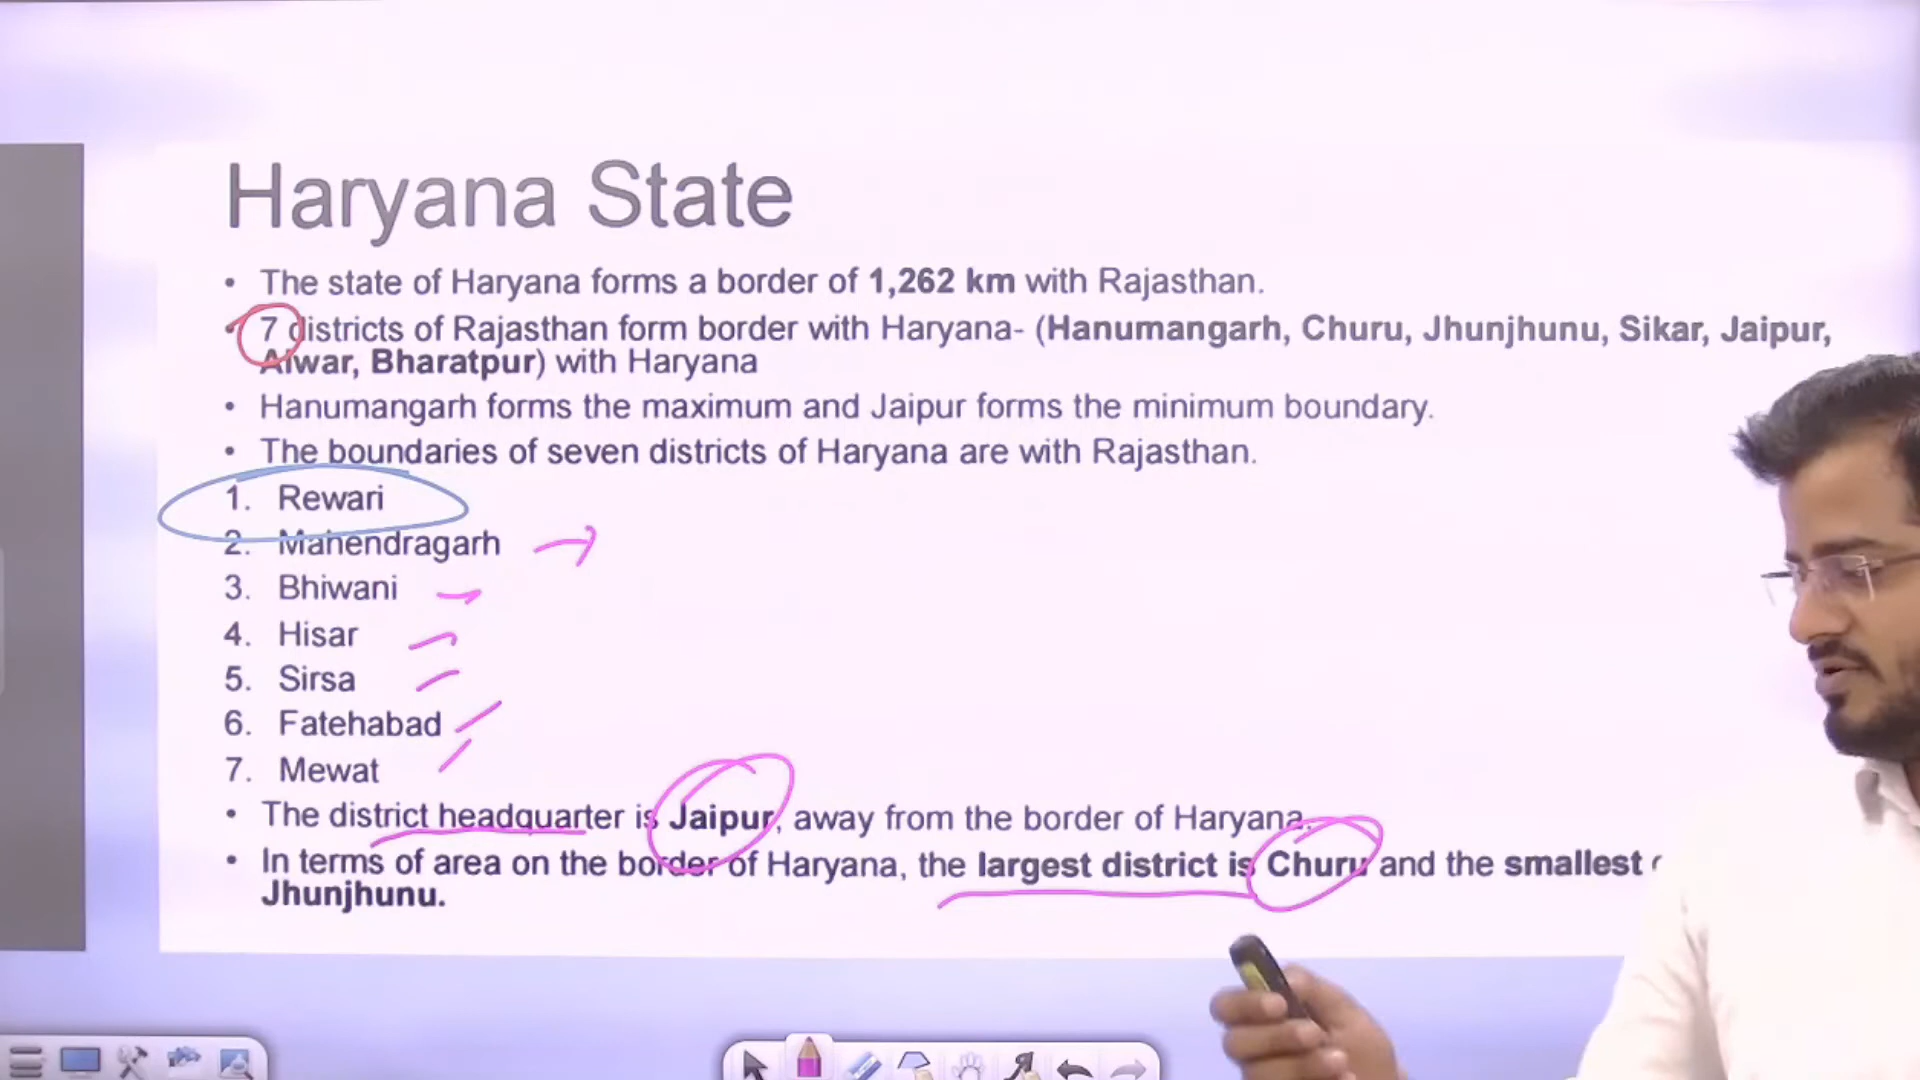 Haryana State
• The state of Haryana forms a border of 1,262 km with Rajasthan.
• 7 districts of Rajasthan form border with Haryana- (Hanumangarh, Churu, Jhunjhunu, Sikar, Jaipur,
Alwar, Bharatpur) with Haryana
• Hanumangarh forms the maximum and Jaipur forms the minimum boundary.
• The boundaries of seven districts of Haryana are with Rajasthan.
1. Rewari
2. Mahendragarh
3. Bhiwani
4. Hisar
5. Sirsa
6. Fatehabad
7. Mewat
• The district headquarter is Jaipur, away from the border of Haryana.
• In terms of area on the border of Haryana, the largest district is Churu and the smallest
Jhunjhunu.